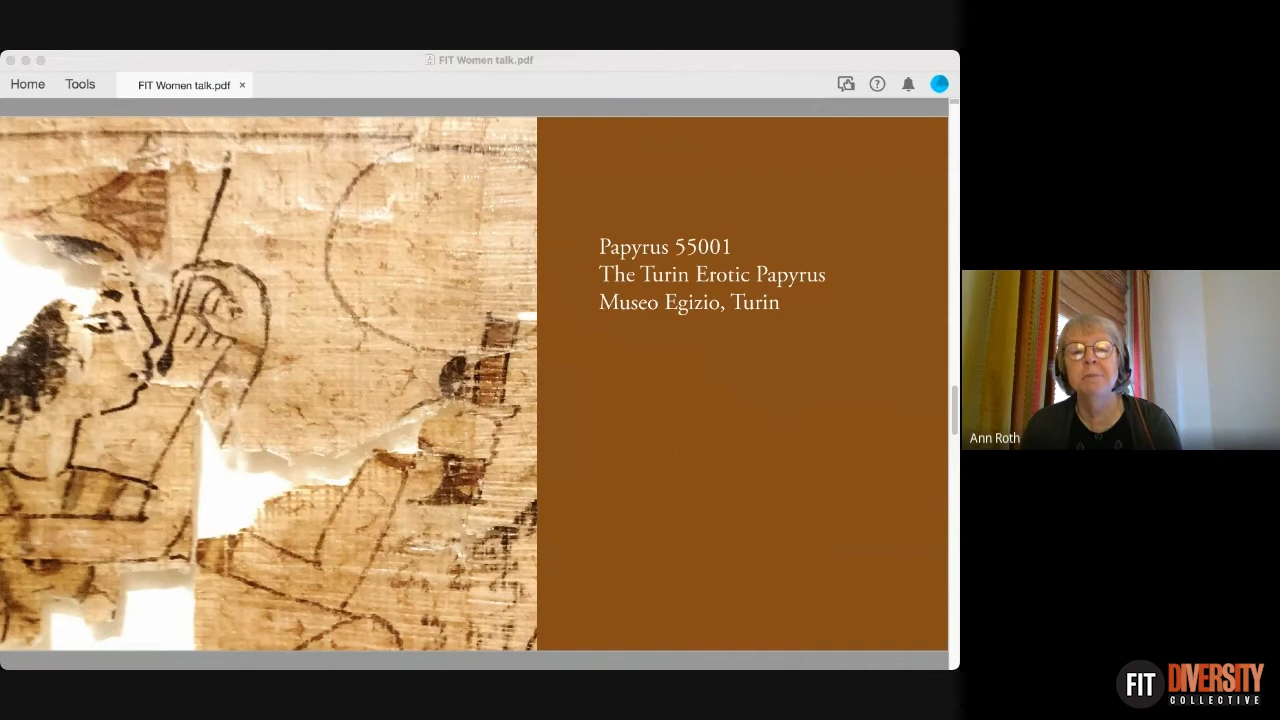 FIT Women talk.pdf
Home
Tools
FIT Women talk.pdf ×
Papyrus 55001
The Turin Erotic Papyrus
Museo Egizio, Turin
Ann Roth
FIT DIVERSITY
COLLECTIVE